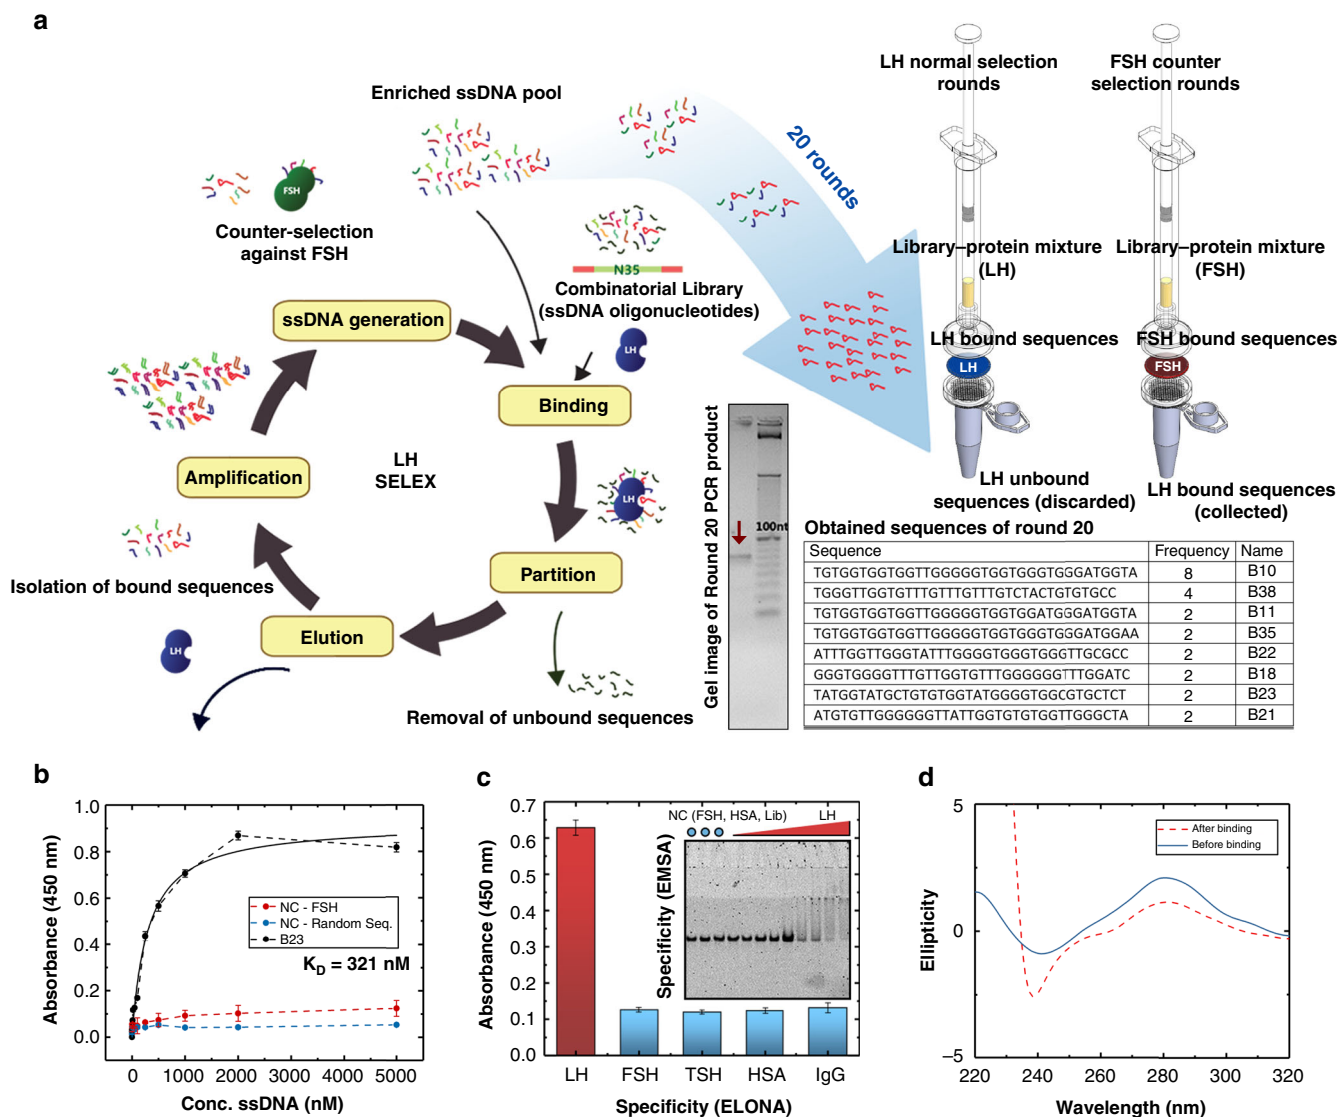 a
Enriched ssDNA pool
20 rounds
LH normal selection
rounds
FSH counter
selection rounds
FSH
Counter-selection
against FSH
N35
Combinatorial Library
(ssDNA oligonucleotides)
LH
Library–protein mixture
(LH)
Library–protein mixture
(FSH)
LH bound sequences
FSH bound sequences
LH
FSH
LH unbound
sequences (discarded)
LH bound sequences
(collected)
ssDNA generation
Binding
LH
Partition
Removal of unbound sequences
Elution
LH
Isolation of bound sequences
Amplification
LH
SELEX
Gel image of Round 20 PCR product
100nt
Obtained sequences of round 20
Sequence Frequency Name
TGTGGTGGTGGTTGGGGGTGGTGGGTGGGATGGTA 8 B10
TGGGTTGGTGTTTGTTTGTTTGTCTACTGTGTGCC 4 B38
TGTGGTGGTGGTTGGGGGTGGTGGATGGATGGTA 2 B11
TGTGGTGGTGGTTGGGGGTGGTGGGTGGGATGGAA 2 B35
ATTTGGTTGGGTATTTGGGGTGGGTGGGTTGCGCC 2 B22
GGGTGGGGTTTGTTGGTGTTTGGGGGGTTTGGATC 2 B18
TATGGTATGCTGTGTGGTATGGGGTGGCGTGCTCT 2 B23
ATGTGTTGGGGGGTTATTGGTGTGTGGTTGGGCTA 2 B21
b
Absorbance (450 nm)
1.0
0.8
0.6
0.4
0.2
0.0
NC - FSH
NC - Random Seq.
B23
K_D = 321 nM
0 1000 2000 3000 4000 5000
Conc. ssDNA (nM)
c
Absorbance (450 nm)
0.7
0.6
0.5
0.4
0.3
0.2
0.1
0.0
NC (FSH, HSA, Lib) LH
Specificity (EMSA)
LH FSH TSH HSA IgG
Specificity (ELONA)
d
Ellipticity
5
0
–5
After binding
Before binding
220 240 260 280 300 320
Wavelength (nm)